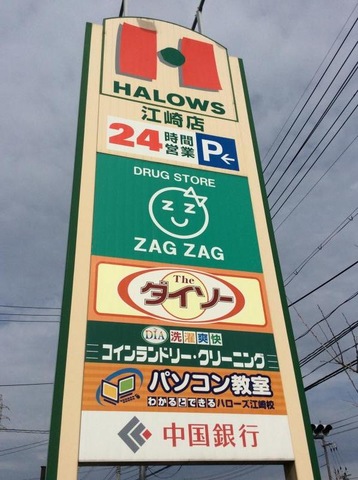 H
HALOWS
江崎店
24時間営業 P
DRUG STORE
zz
ZAG ZAG
The
ダイソー
DIA 洗濯爽快
コインランドリー・クリーニング
パソコン教室
わかるとできる ハローズ江崎校
中国銀行